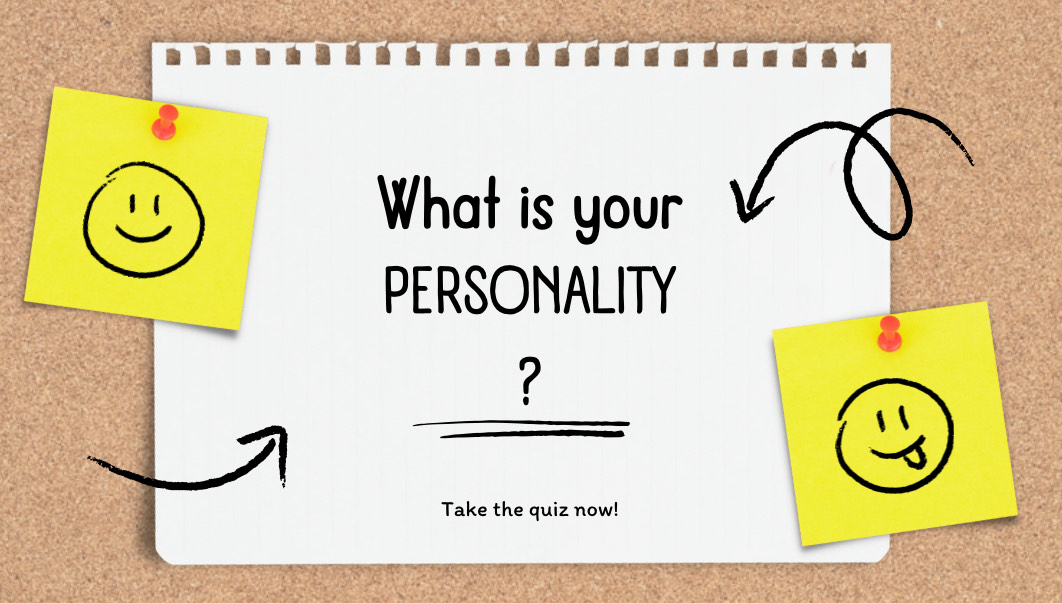 What is your
PERSONALITY
?
Take the quiz now!